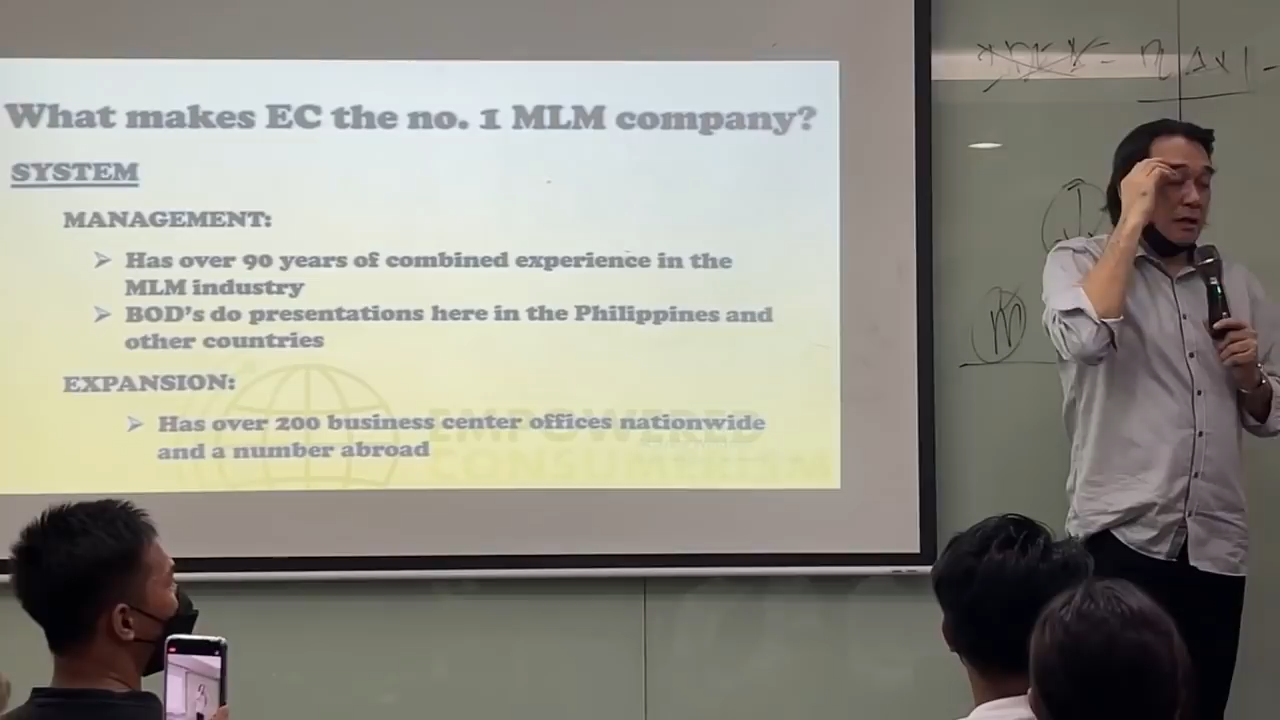 What makes EC the no. 1 MLM company?
SYSTEM
MANAGEMENT:
➢ Has over 90 years of combined experience in the
MLM industry
➢ BOD's do presentations here in the Philippines and
other countries
EXPANSION:
➢ Has over 200 business center offices nationwide
and a number abroad
EMPOWERED
CONSUMERISM